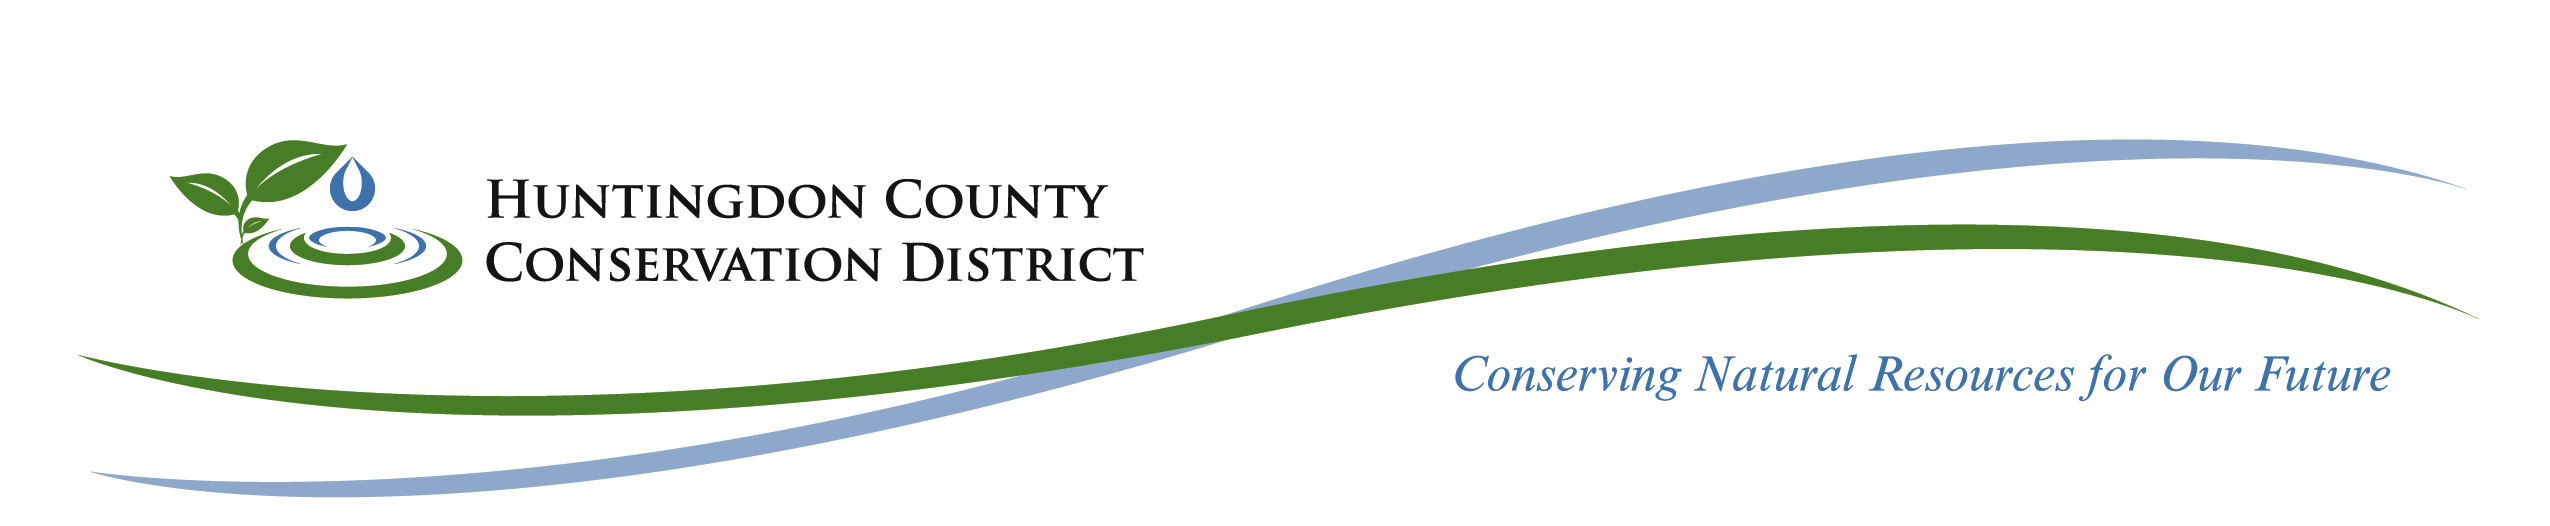 Huntingdon County
Conservation District
Conserving Natural Resources for Our Future